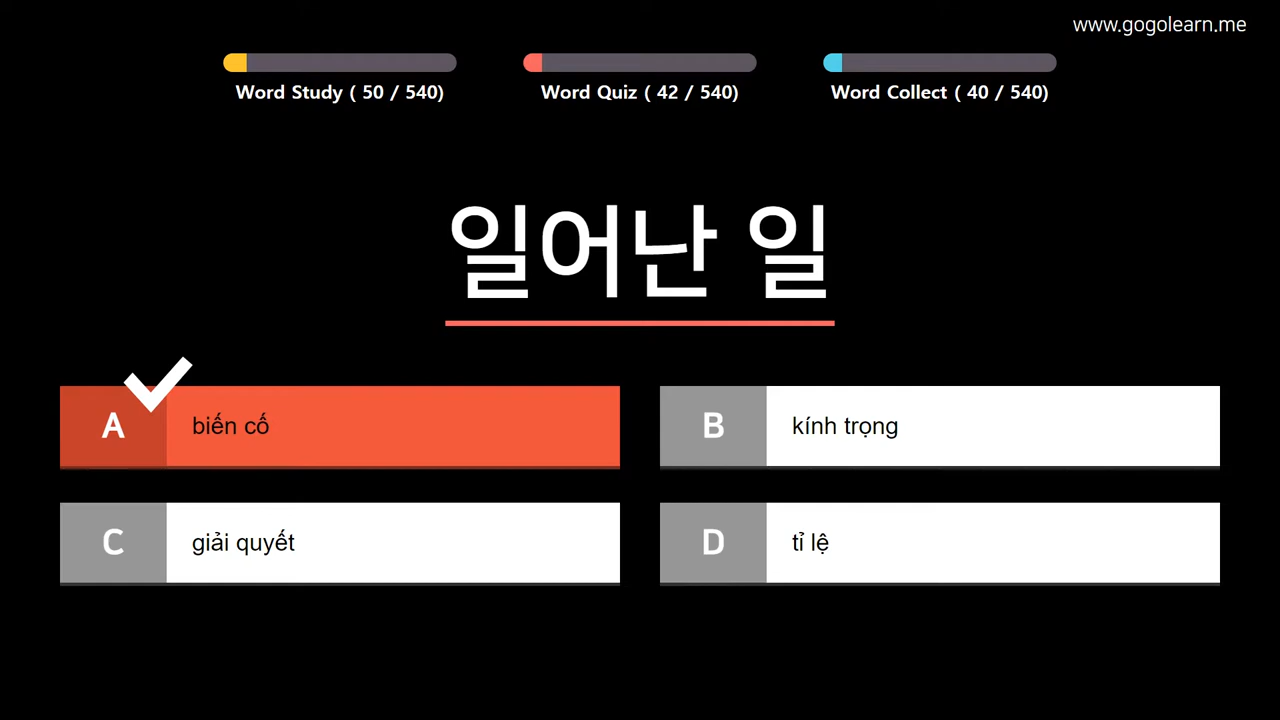 www.gogolearn.me
Word Study ( 50 / 540)
Word Quiz ( 42 / 540)
Word Collect ( 40 / 540)
일어난 일
A biến cố
B kính trọng
C giải quyết
D tỉ lệ